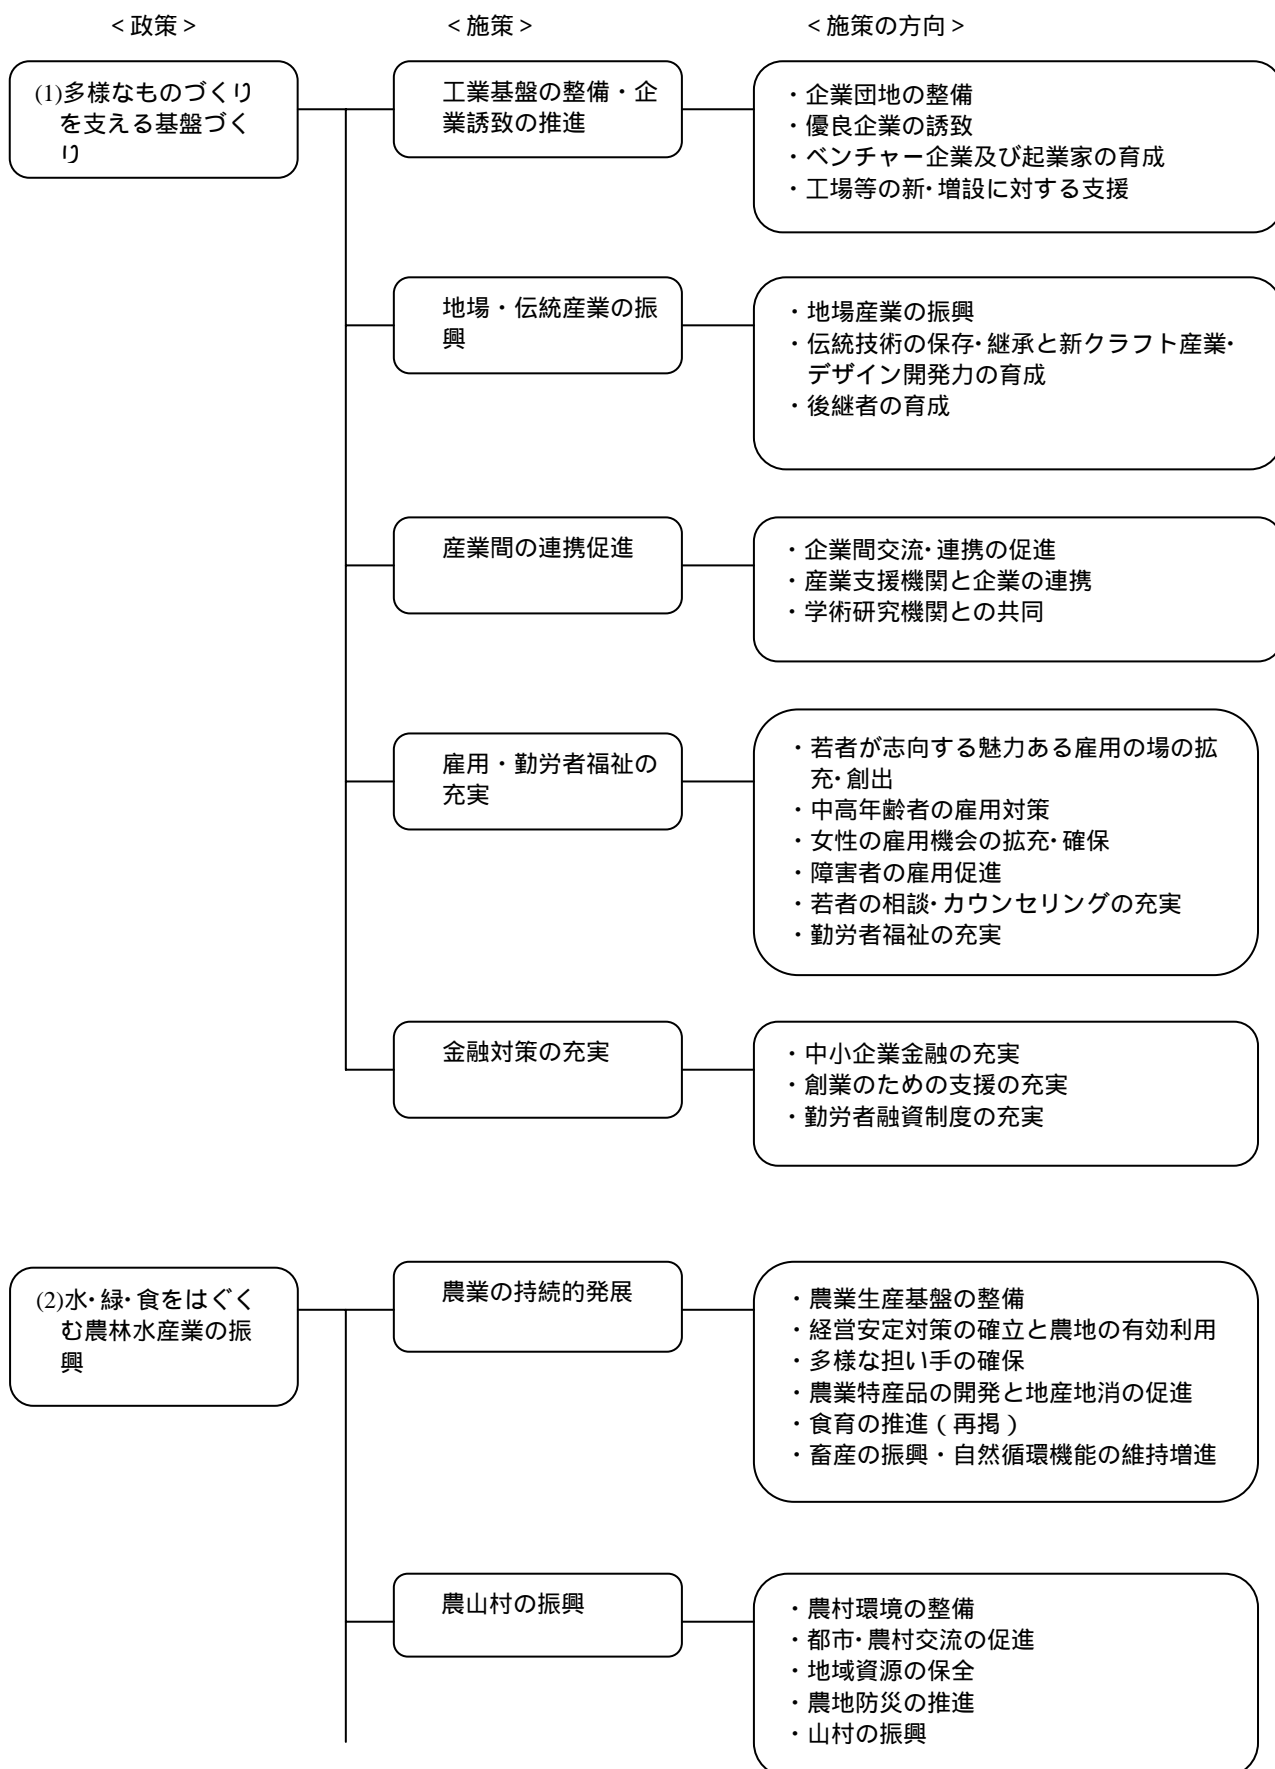 ＜政策＞
＜施策＞
＜施策の方向＞
(1)多様なものづくり
を支える基盤づく
り
工業基盤の整備・企
業誘致の推進
・企業団地の整備
・優良企業の誘致
・ベンチャー企業及び起業家の育成
・工場等の新・増設に対する支援
地場・伝統産業の振
興
・地場産業の振興
・伝統技術の保存・継承と新クラフト産業・
デザイン開発力の育成
・後継者の育成
産業間の連携促進
・企業間交流・連携の促進
・産業支援機関と企業の連携
・学術研究機関との共同
雇用・勤労者福祉の
充実
・若者が志向する魅力ある雇用の場の拡
充・創出
・中高年齢者の雇用対策
・女性の雇用機会の拡充・確保
・障害者の雇用促進
・若者の相談・カウンセリングの充実
・勤労者福祉の充実
金融対策の充実
・中小企業金融の充実
・創業のための支援の充実
・勤労者融資制度の充実
(2)水・緑・食をはぐく
む農林水産業の振
興
農業の持続的発展
・農業生産基盤の整備
・経営安定対策の確立と農地の有効利用
・多様な担い手の確保
・農業特産品の開発と地産地消の促進
・食育の推進（再掲）
・畜産の振興・自然循環機能の維持増進
農山村の振興
・農村環境の整備
・都市・農村交流の促進
・地域資源の保全
・農地防災の推進
・山村の振興